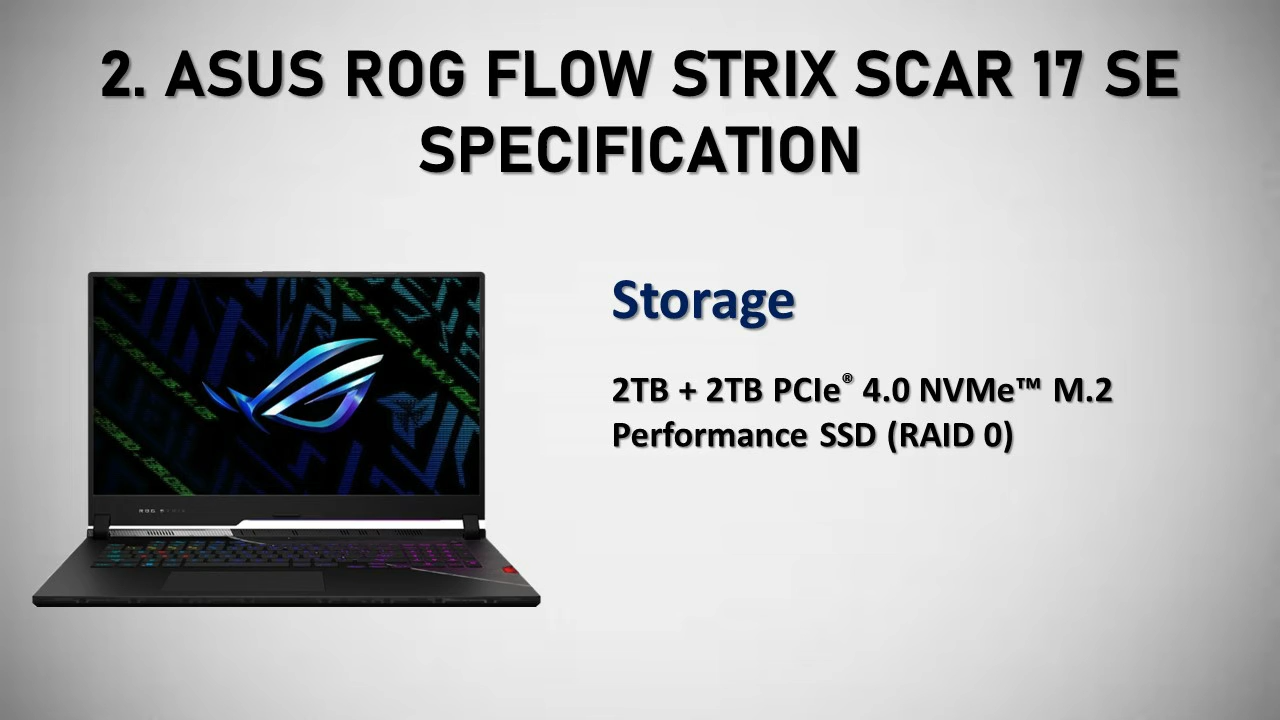 2. ASUS ROG FLOW STRIX SCAR 17 SE
SPECIFICATION
Storage
2TB + 2TB PCIe® 4.0 NVMe™ M.2
Performance SSD (RAID 0)